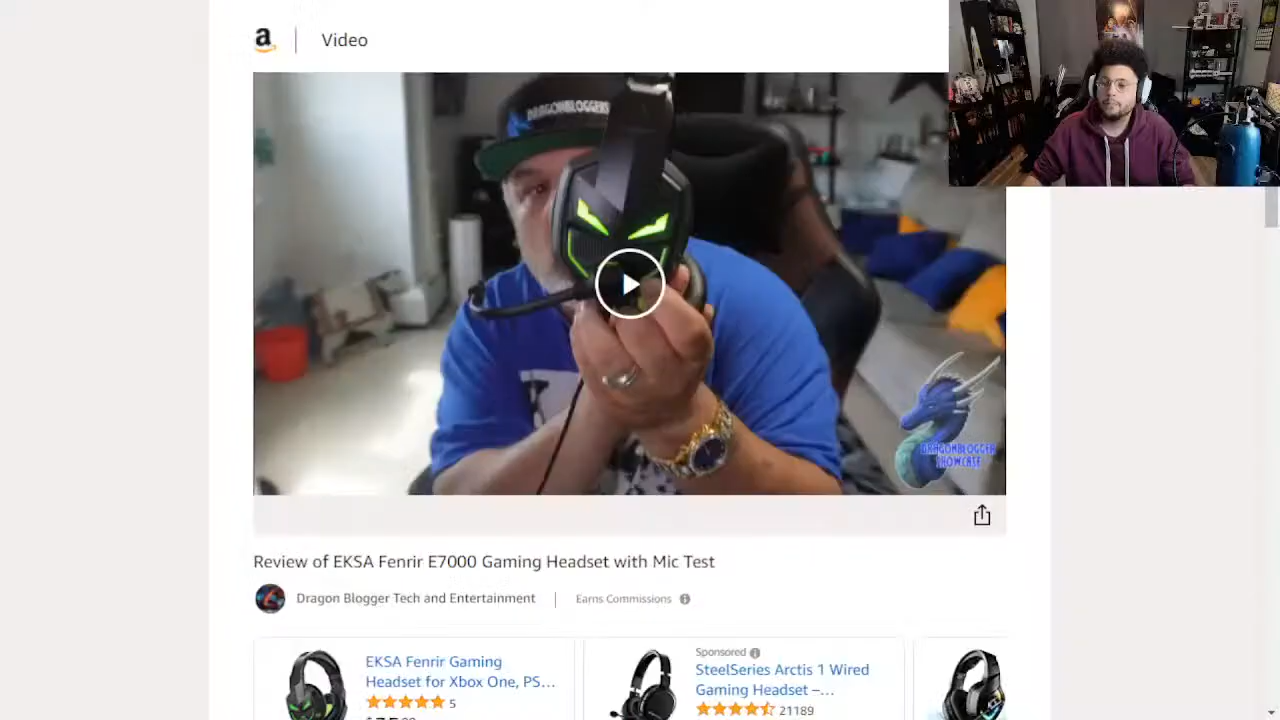 a
Video
DRAGONBLOGGERS
DRAGONBLOGGER
SHOWCASE
Review of EKSA Fenrir E7000 Gaming Headset with Mic Test
Dragon Blogger Tech and Entertainment
Earns Commissions
EKSA Fenrir Gaming
Headset for Xbox One, PS...
5
Sponsored
SteelSeries Arctis 1 Wired
Gaming Headset –...
21189